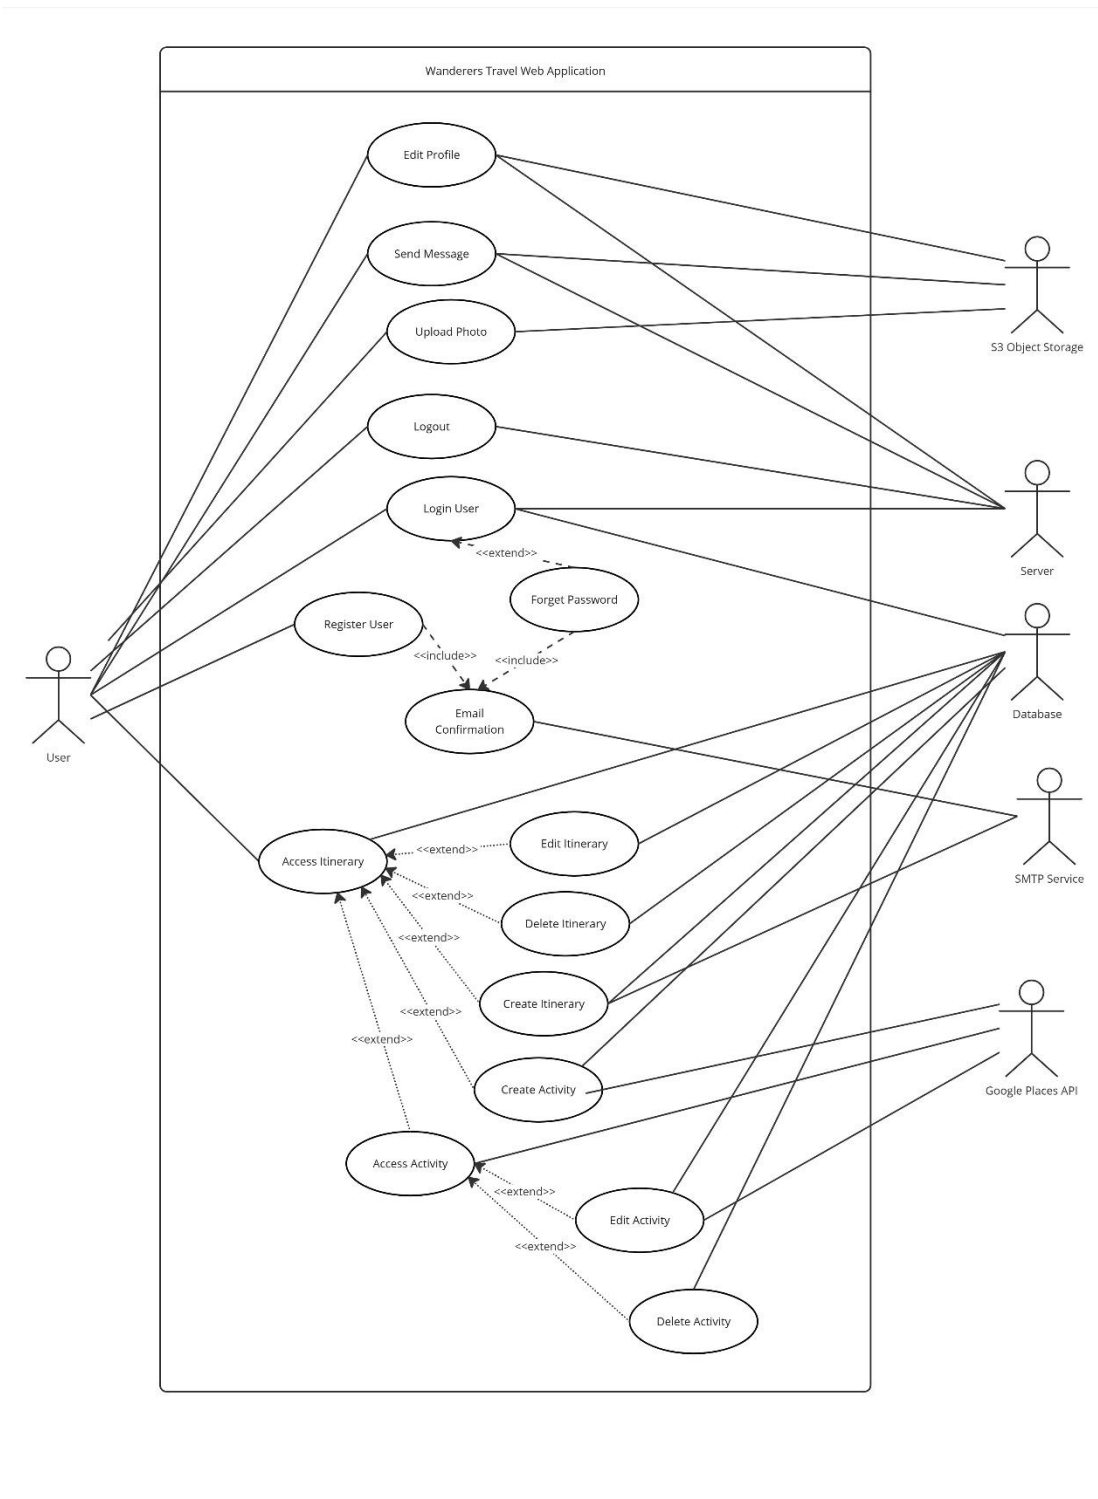 Wanderers Travel Web Application
Edit Profile
Send Message
Upload Photo
S3 Object Storage
Logout
Login User
<<extend>>
Server
Forget Password
Register User
<<include>>
<<include>>
Email
Confirmation
Database
User
Edit Itinerary
<<extend>>
Access Itinerary
SMTP Service
<<extend>>
Delete Itinerary
<<extend>>
Create Itinerary
<<extend>>
<<extend>>
Create Activity
Google Places API
Access Activity
<<extend>>
Edit Activity
<<extend>>
Delete Activity